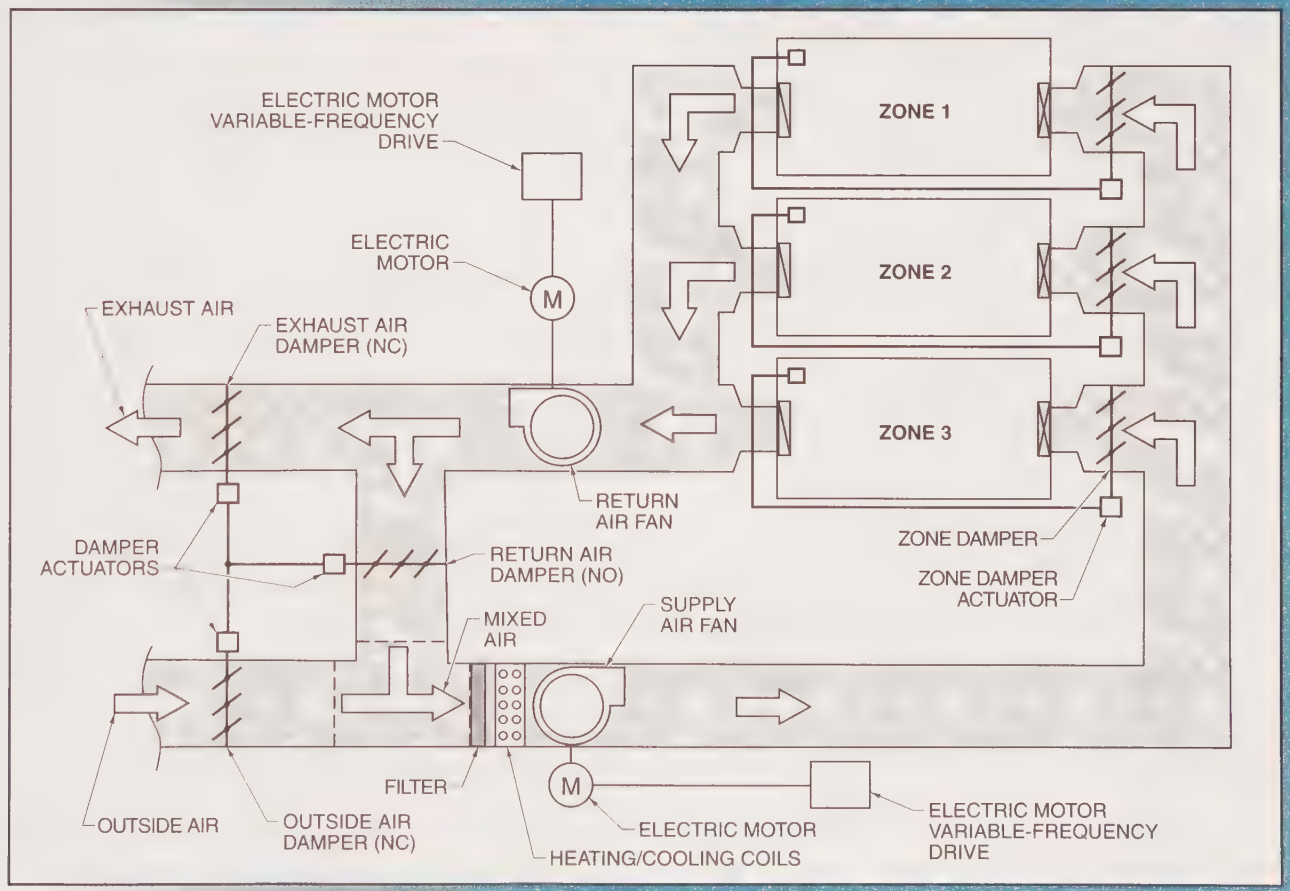 ELECTRIC MOTOR
VARIABLE-FREQUENCY
DRIVE
ZONE 1
ELECTRIC
MOTOR
M
ZONE 2
EXHAUST AIR
EXHAUST AIR
DAMPER (NC)
ZONE 3
RETURN
AIR FAN
DAMPER
ACTUATORS
RETURN AIR
DAMPER (NO)
ZONE DAMPER
ZONE DAMPER
ACTUATOR
MIXED
AIR
SUPPLY
AIR FAN
FILTER
M
OUTSIDE AIR
OUTSIDE AIR
DAMPER (NC)
ELECTRIC MOTOR
HEATING/COOLING COILS
ELECTRIC MOTOR
VARIABLE-FREQUENCY
DRIVE